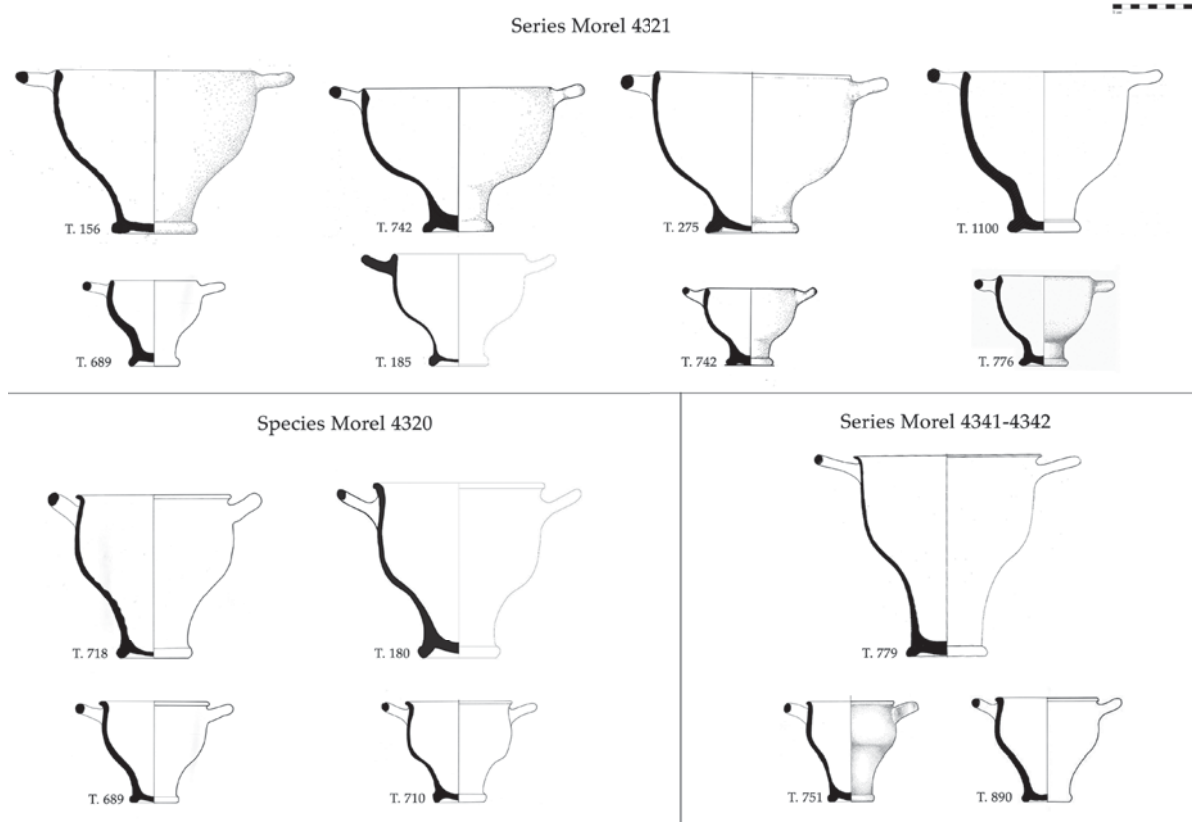 Series Morel 4321
T. 156
T. 742
T. 275
T. 1100
T. 689
T. 185
T. 742
T. 776
Species Morel 4320
Series Morel 4341-4342
T. 718
T. 180
T. 779
T. 689
T. 710
T. 751
T. 890